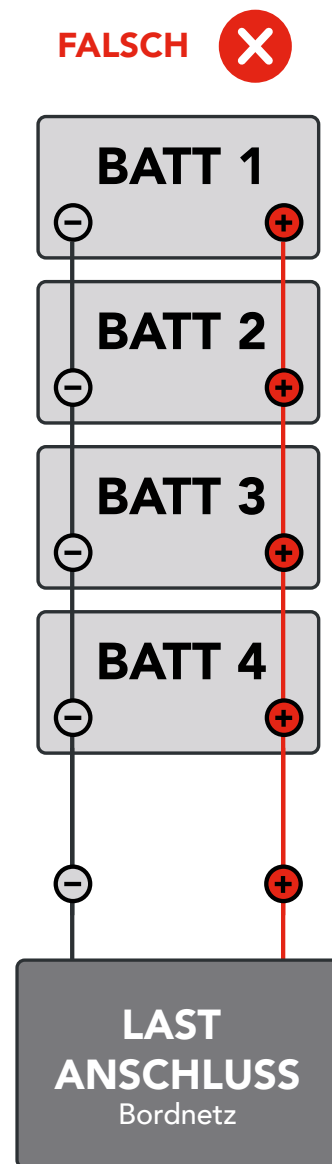 FALSCH
BATT 1
− +
BATT 2
− +
BATT 3
− +
BATT 4
− +
− +
LAST
ANSCHLUSS
Bordnetz